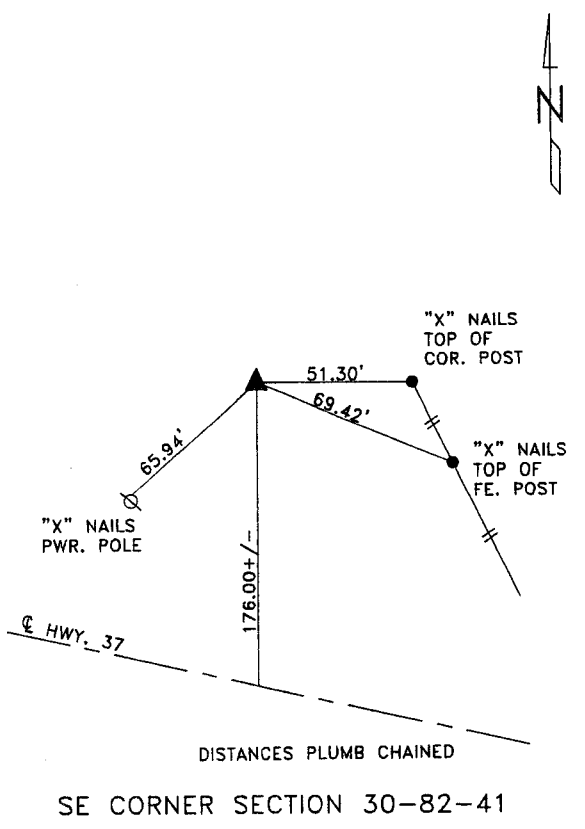 N
"X" NAILS
TOP OF
COR. POST
51.30'
69.42'
65.94'
"X" NAILS
TOP OF
FE. POST
"X" NAILS
PWR. POLE
176.00+/-
℄ HWY. 37
DISTANCES PLUMB CHAINED
SE CORNER SECTION 30-82-41